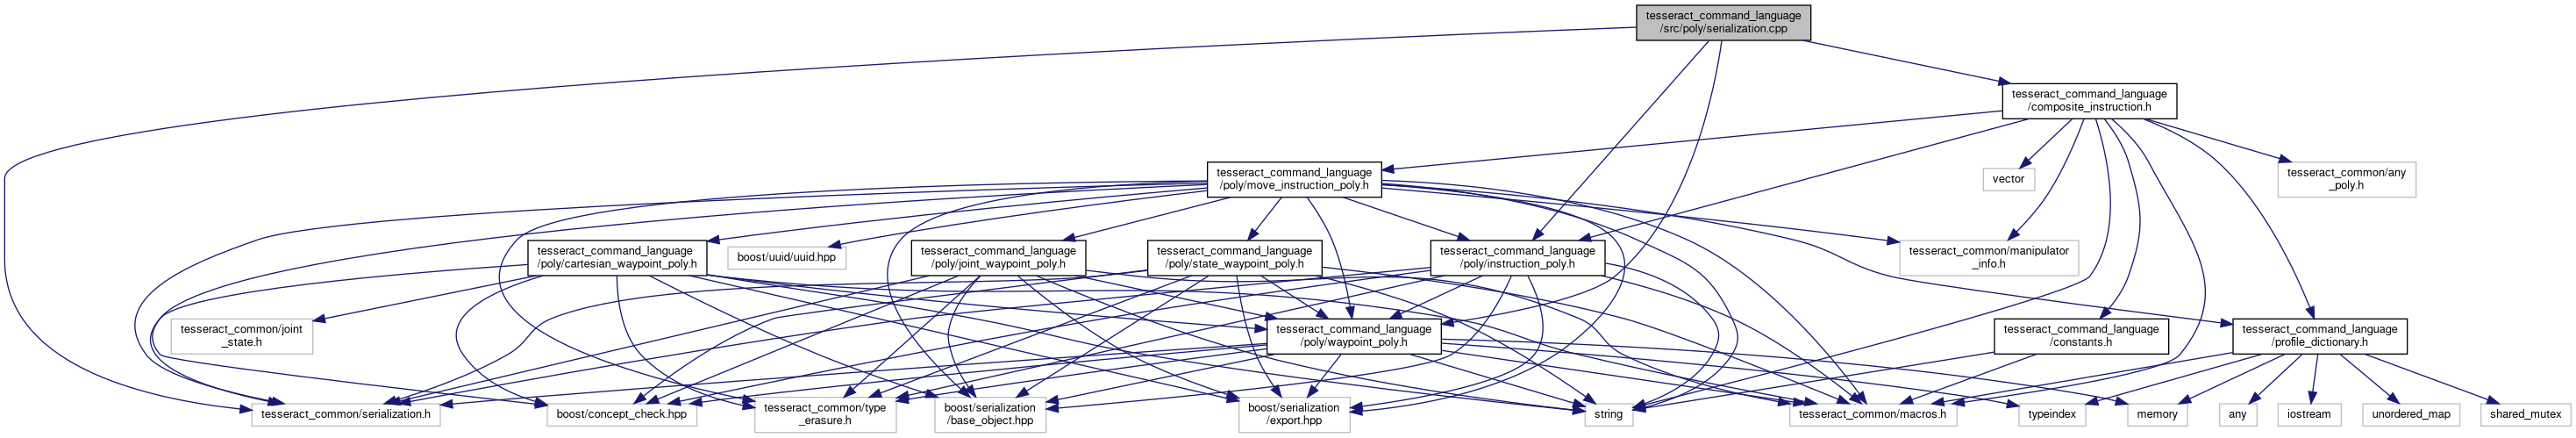 tesseract_command_language
/src/poly/serialization.cpp
tesseract_command_language
/composite_instruction.h
tesseract_command_language
/poly/move_instruction_poly.h
vector
tesseract_common/any
_poly.h
tesseract_command_language
/poly/cartesian_waypoint_poly.h
boost/uuid/uuid.hpp
tesseract_command_language
/poly/joint_waypoint_poly.h
tesseract_command_language
/poly/state_waypoint_poly.h
tesseract_command_language
/poly/instruction_poly.h
tesseract_common/manipulator
_info.h
tesseract_common/joint
_state.h
tesseract_command_language
/poly/waypoint_poly.h
tesseract_command_language
/constants.h
tesseract_command_language
/profile_dictionary.h
tesseract_common/serialization.h
boost/concept_check.hpp
tesseract_common/type
_erasure.h
boost/serialization
/base_object.hpp
boost/serialization
/export.hpp
string
tesseract_common/macros.h
typeindex
memory
any
iostream
unordered_map
shared_mutex